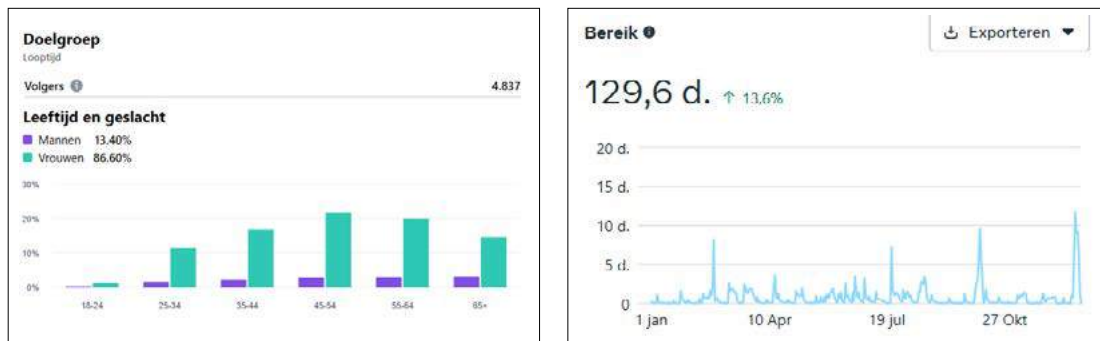 Doelgroep
Looptijd
Volgers
4.837
Leeftijd en geslacht
Mannen 13.40%
Vrouwen 86.60%
30%
20%
10%
0%
18-24 25-34 35-44 45-54 55-64 65+
Bereik
Exporteren
129,6 d. ↑ 13,6%
20 d.
15 d.
10 d.
5 d.
0
1 jan 10 Apr 19 jul 27 Okt